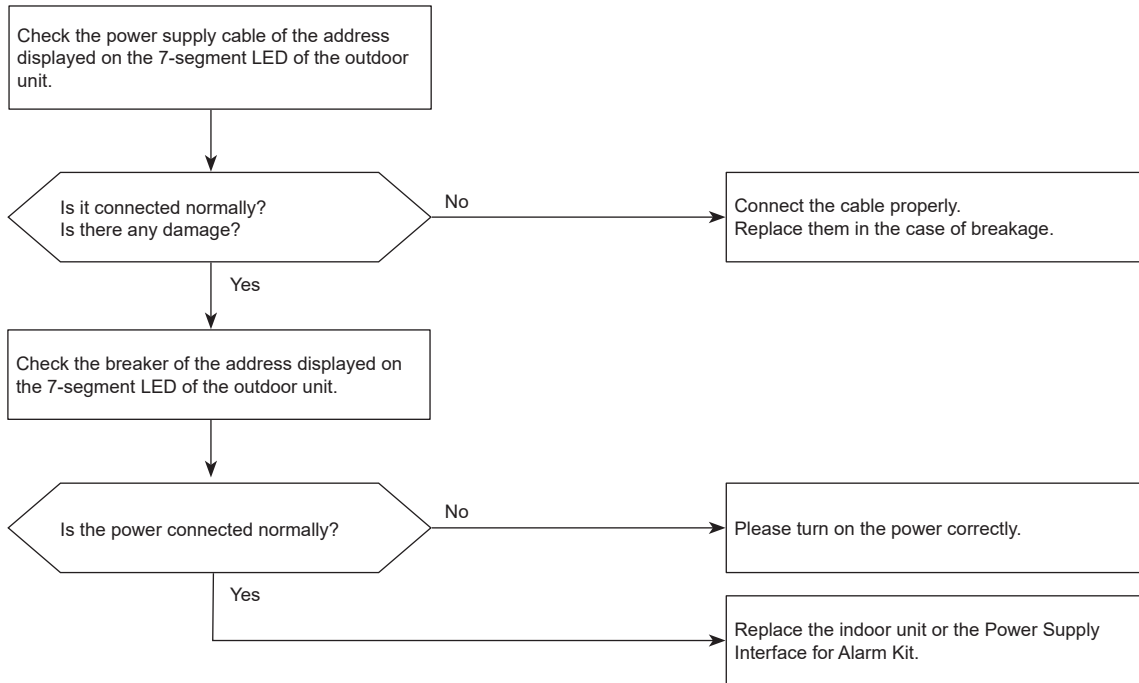 Check the power supply cable of the address
displayed on the 7-segment LED of the outdoor
unit.
Is it connected normally?
Is there any damage?
No
Connect the cable properly.
Replace them in the case of breakage.
Yes
Check the breaker of the address displayed on
the 7-segment LED of the outdoor unit.
Is the power connected normally?
No
Please turn on the power correctly.
Yes
Replace the indoor unit or the Power Supply
Interface for Alarm Kit.